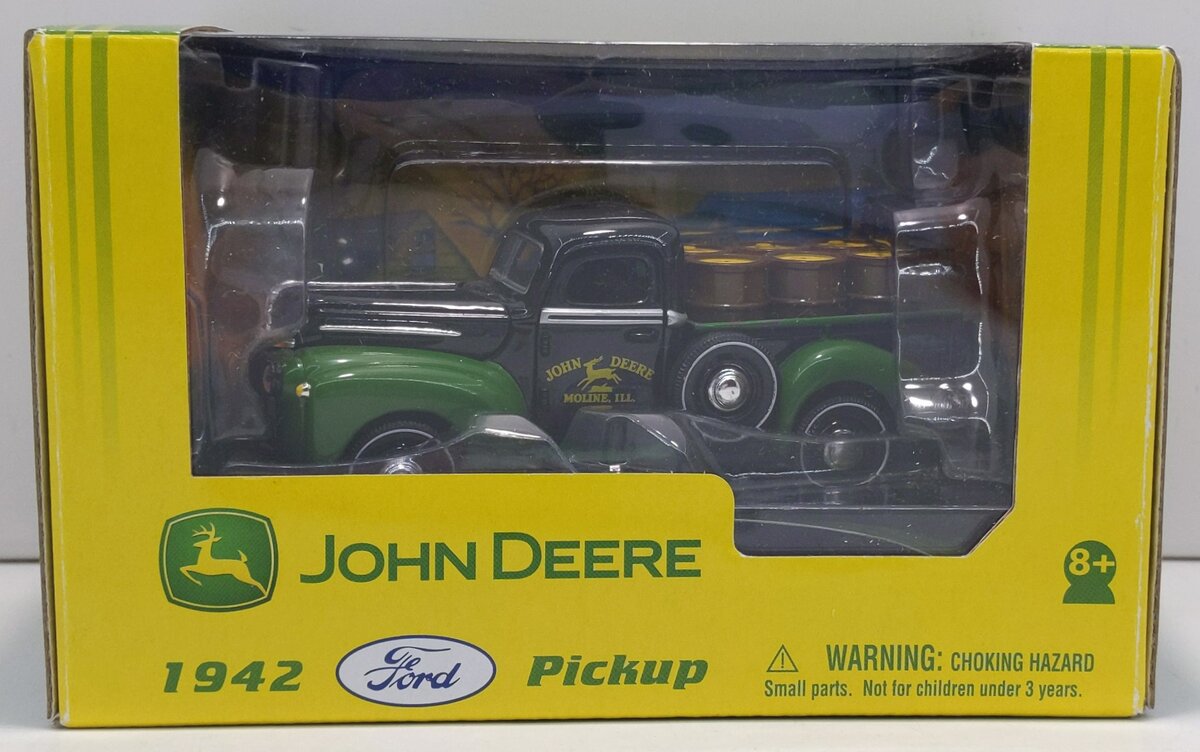 JOHN DEERE
MOLINE, ILL.
JOHN DEERE
8+
1942 Ford Pickup
WARNING: CHOKING HAZARD
Small parts. Not for children under 3 years.